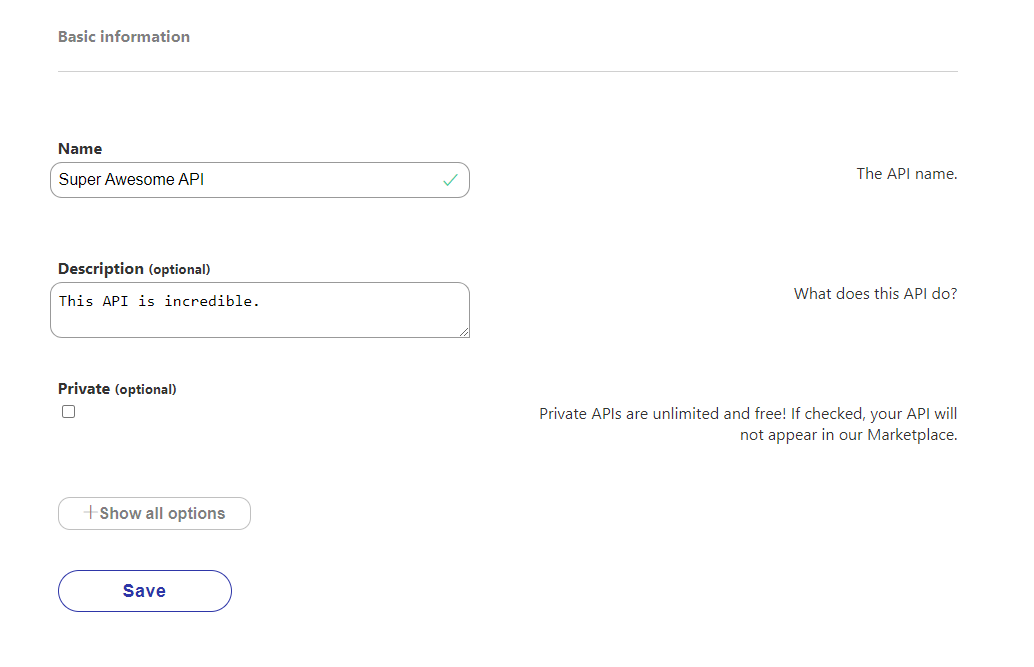 Basic information
Name
Super Awesome API
The API name.
Description (optional)
This API is incredible.
What does this API do?
Private (optional)
Private APIs are unlimited and free! If checked, your API will
not appear in our Marketplace.
+Show all options
Save